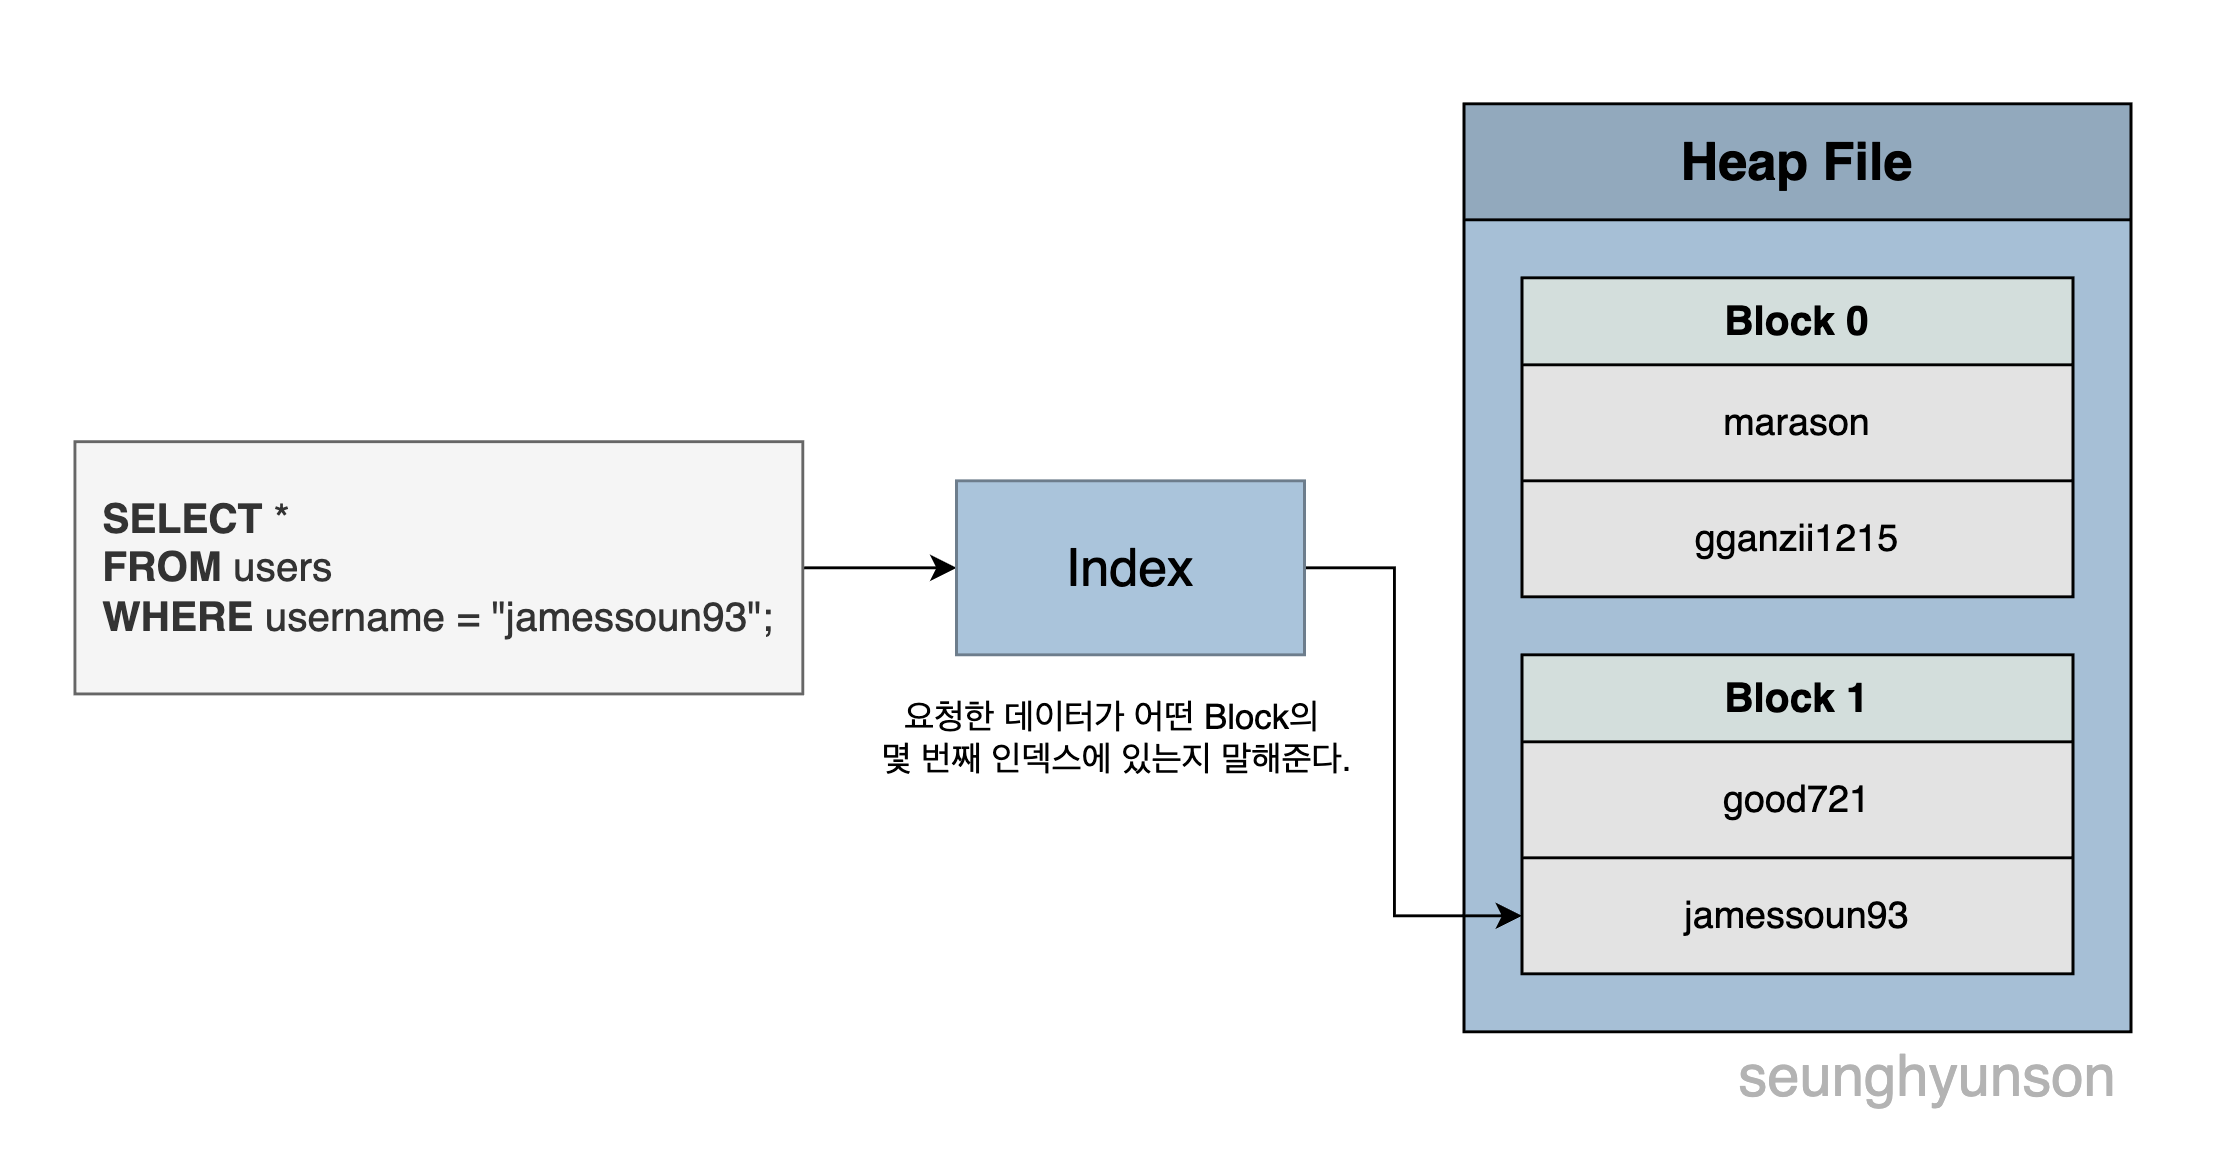 SELECT *
FROM users
WHERE username = "jamessoun93";
Index
요청한 데이터가 어떤 Block의
몇 번째 인덱스에 있는지 말해준다.
Heap File
Block 0
marason
gganzii1215
Block 1
good721
jamessoun93
seunghyunson